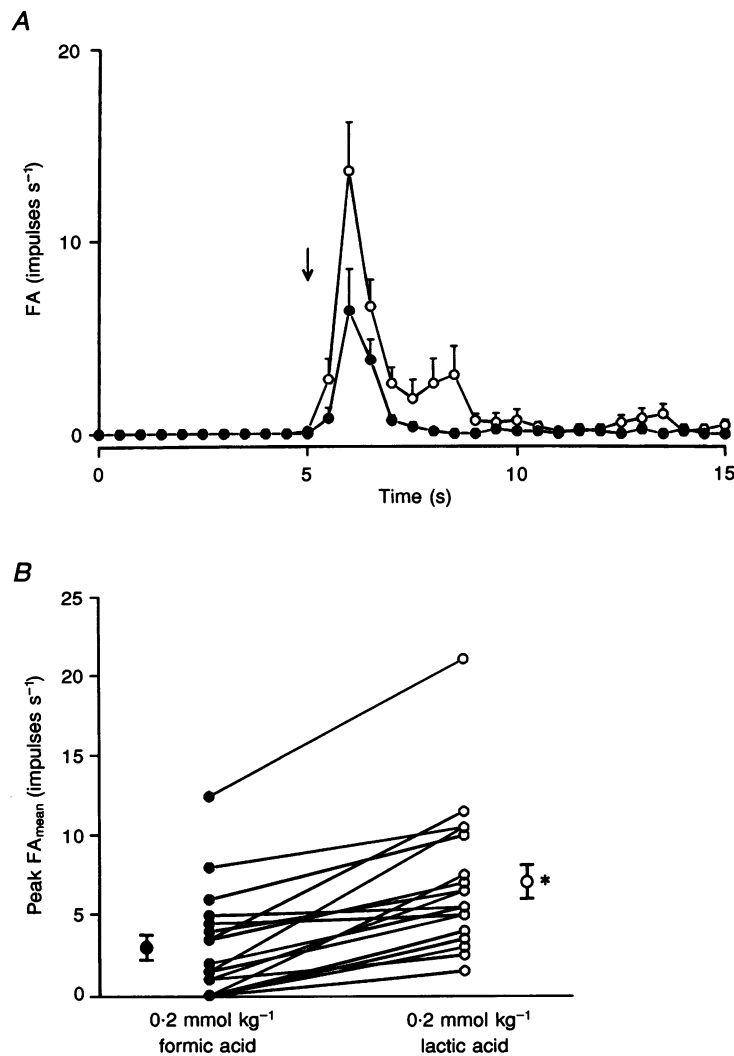 A
20
10
0
FA (impulses s⁻¹)
0
5
10
15
Time (s)
B
25
20
15
10
5
0
Peak FAmean (impulses s⁻¹)
0·2 mmol kg⁻¹
formic acid
0·2 mmol kg⁻¹
lactic acid
*